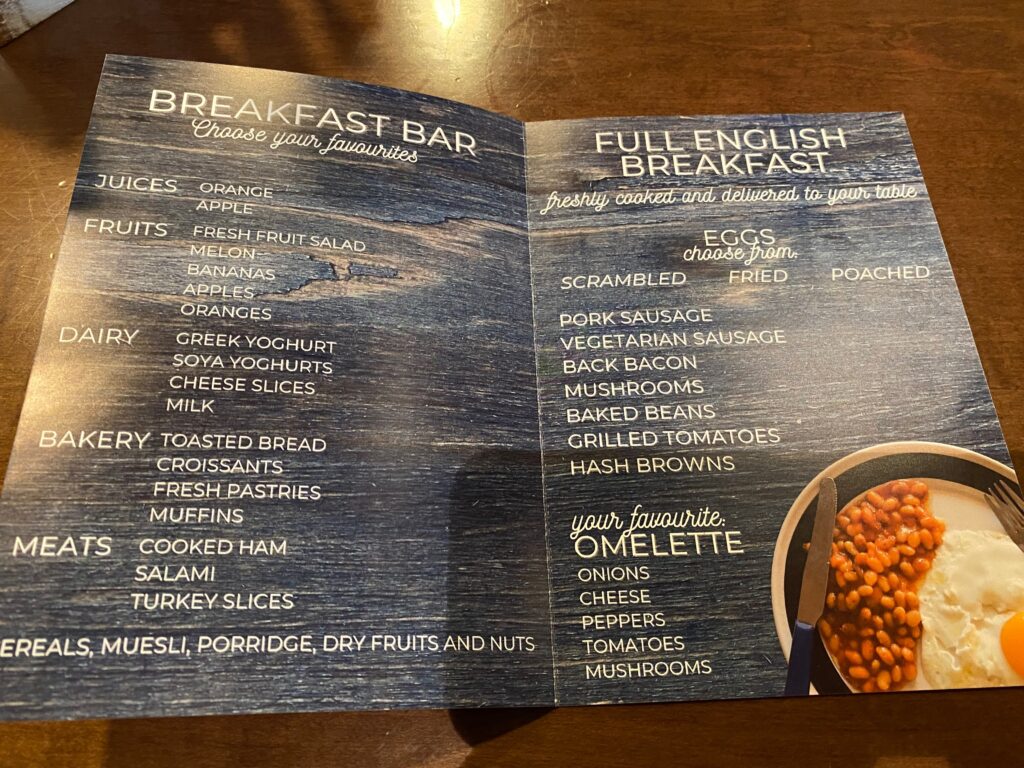 BREAKFAST BAR
Choose your favourites
JUICES ORANGE
APPLE
FRUITS FRESH FRUIT SALAD
MELON
BANANAS
APPLES
ORANGES
DAIRY GREEK YOGHURT
SOYA YOGHURTS
CHEESE SLICES
MILK
BAKERY TOASTED BREAD
CROISSANTS
FRESH PASTRIES
MUFFINS
MEATS COOKED HAM
SALAMI
TURKEY SLICES
EREALS, MUESLI, PORRIDGE, DRY FRUITS AND NUTS
FULL ENGLISH
BREAKFAST
freshly cooked and delivered to your table
EGGS
choose from:
SCRAMBLED FRIED POACHED
PORK SAUSAGE
VEGETARIAN SAUSAGE
BACK BACON
MUSHROOMS
BAKED BEANS
GRILLED TOMATOES
HASH BROWNS
your favourite:
OMELETTE
ONIONS
CHEESE
PEPPERS
TOMATOES
MUSHROOMS